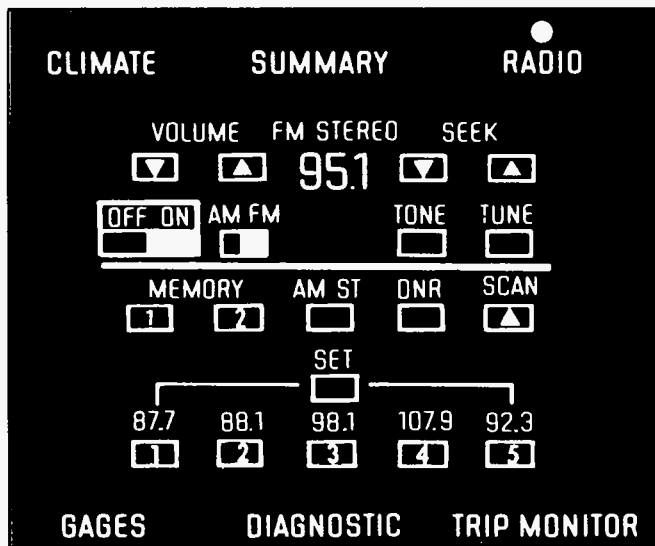 CLIMATE SUMMARY RADIO
VOLUME FM STEREO SEEK
95.1
OFF ON AM FM TONE TUNE
MEMORY AM ST DNR SCAN
1 2
SET
87.7 88.1 98.1 107.9 92.3
1 2 3 4 5
GAGES DIAGNOSTIC TRIP MONITOR